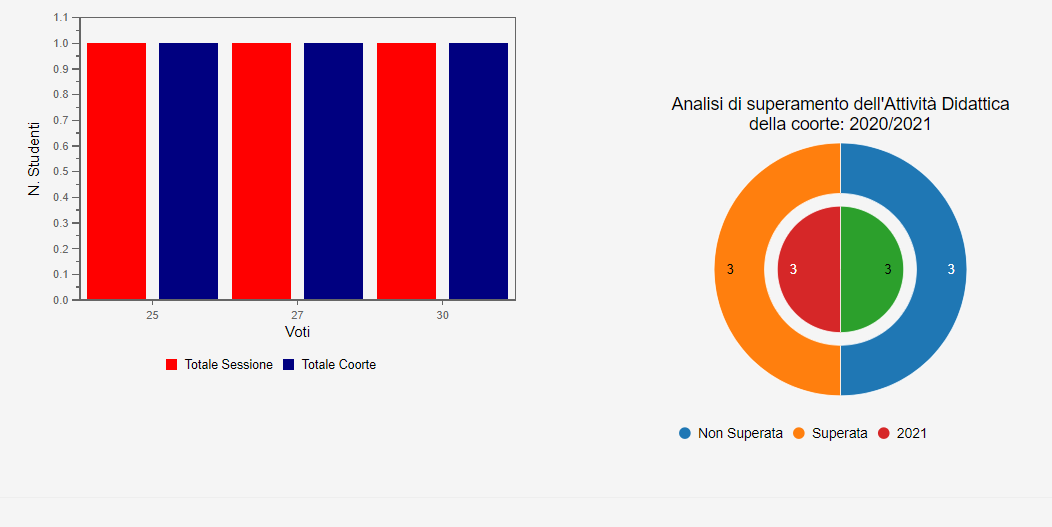 1.1
1.0
0.9
0.8
0.7
0.6
0.5
0.4
0.3
0.2
0.1
0.0
N. Studenti
25 27 30
Voti
Totale Sessione Totale Coorte
Analisi di superamento dell'Attività Didattica
della coorte: 2020/2021
3 3 3 3
Non Superata Superata 2021